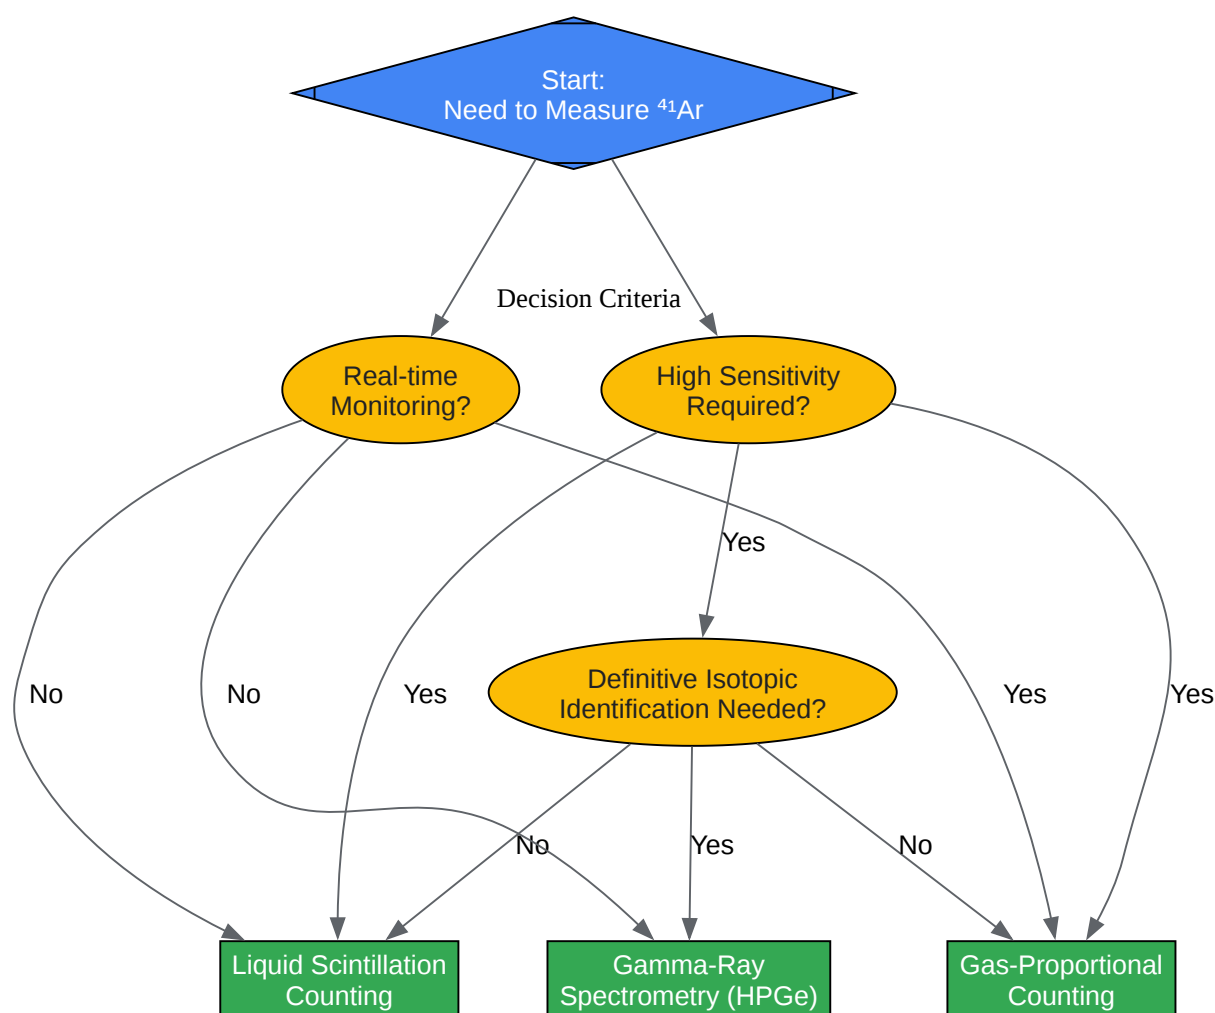 Start:
Need to Measure ⁴¹Ar
Decision Criteria
Real-time
Monitoring?
High Sensitivity
Required?
Yes
Definitive Isotopic
Identification Needed?
No
No
Yes
Yes
Yes
No
Yes
No
Liquid Scintillation
Counting
Gamma-Ray
Spectrometry (HPGe)
Gas-Proportional
Counting